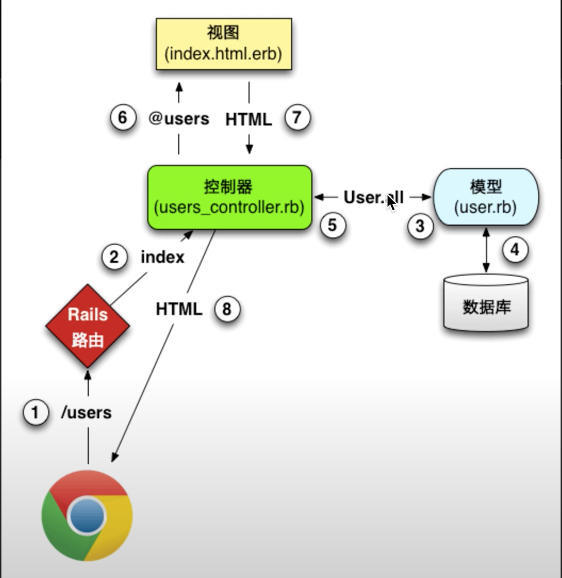 视图
(index.html.erb)
⑥ @users HTML ⑦
控制器
(users_controller.rb)
User.all
模型
(user.rb)
⑤
③
④
② index
数据库
HTML ⑧
Rails
路由
① /users